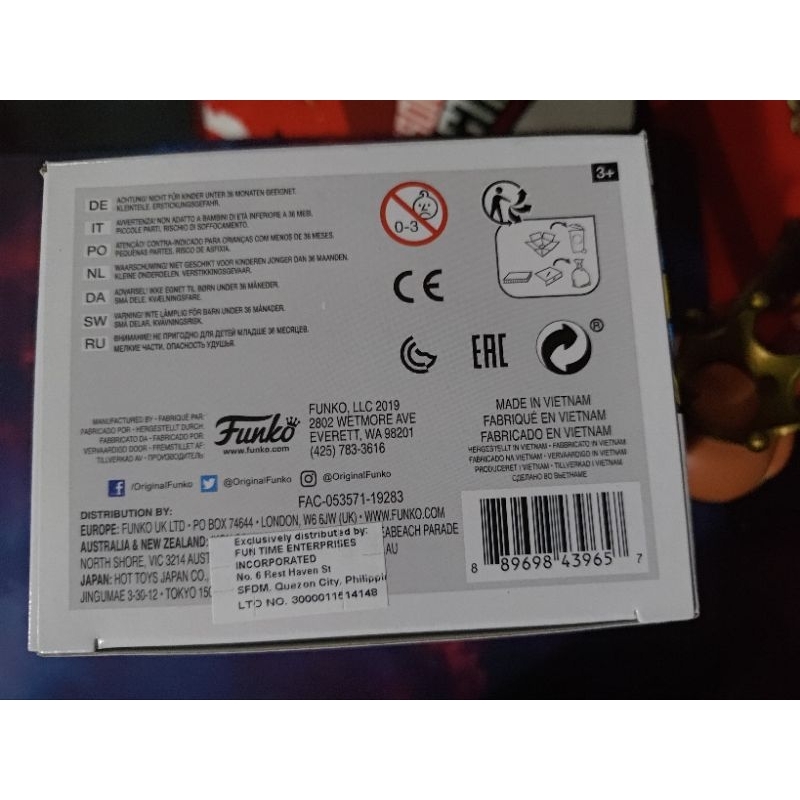 3+
DE ACHTUNG! NICHT FÜR KINDER UNTER 36 MONATEN GEEIGNET.
KLEINTEILE. ERSTICKUNGSGEFAHR.
IT AVVERTENZA! NON ADATTO A BAMBINI DI ETÀ INFERIORE A 36 MESI.
PICCOLE PARTI. RISCHIO DI SOFFOCAMENTO.
PO ATENÇÃO! CONTRA-INDICADO PARA CRIANÇAS COM MENOS DE 36 MESES.
PEQUENAS PARTES. RISCO DE ASFIXIA.
NL WAARSCHUWING! NIET GESCHIKT VOOR KINDEREN JONGER DAN 36 MAANDEN.
KLEINE ONDERDELEN. VERSTIKKINGSGEVAAR.
DA ADVARSEL! IKKE EGNET TIL BØRN UNDER 36 MÅNEDER.
SMÅ DELE. KVÆLNINGSFARE.
SW VARNING! INTE LÄMPLIG FÖR BARN UNDER 36 MÅNADER.
SMÅ DELAR. KVÄVNINGSRISK.
RU ВНИМАНИЕ! НЕ ПРИГОДНО ДЛЯ ДЕТЕЙ МЛАДШЕ 36 МЕСЯЦЕВ.
МЕЛКИЕ ЧАСТИ. ОПАСНОСТЬ УДУШЬЯ.
0-3
CE
EAC
®
MANUFACTURED BY • FABRIQUÉ PAR
FABRICADO POR • HERGESTELLT DURCH
FABBRICATO DA • FABRICADO POR
VERVAARDIGD DOOR • FREMSTILLET AF
TILLVERKAD AV • ПРОИЗВОДИТЕЛЬ
Funko
www.funko.com
FUNKO, LLC 2019
2802 WETMORE AVE
EVERETT, WA 98201
(425) 783-3616
MADE IN VIETNAM
FABRIQUÉ EN VIETNAM
FABRICADO EN VIETNAM
HERGESTELLT IN VIETNAM • FABBRICATO IN VIETNAM
FABRICADO NA VIETNAM • VERVAARDIGD IN VIETNAM
PRODUCERET I VIETNAM • TILLVERKAD I VIETNAM
СДЕЛАНО ВО ВЬЕТНАМЕ
/OriginalFunko @OriginalFunko @OriginalFunko
FAC-053571-19283
DISTRIBUTION BY:
EUROPE: FUNKO UK LTD • PO BOX 74644 • LONDON, W6 6JW (UK) • WWW.FUNKO.COM
AUSTRALIA & NEW ZEALAND: EABEACH PARADE
NORTH SHORE, VIC 3214 AUST AU
JAPAN: HOT TOYS JAPAN CO.,
JINGUMAE 3-30-12 • TOKYO 150
Exclusively distributed by:
FUN TIME ENTERPRISES
INCORPORATED
No. 6 Rest Haven St
SFDM. Quezon City, Philippi
LTO NO. 3000011514148
8 89698 43965 7